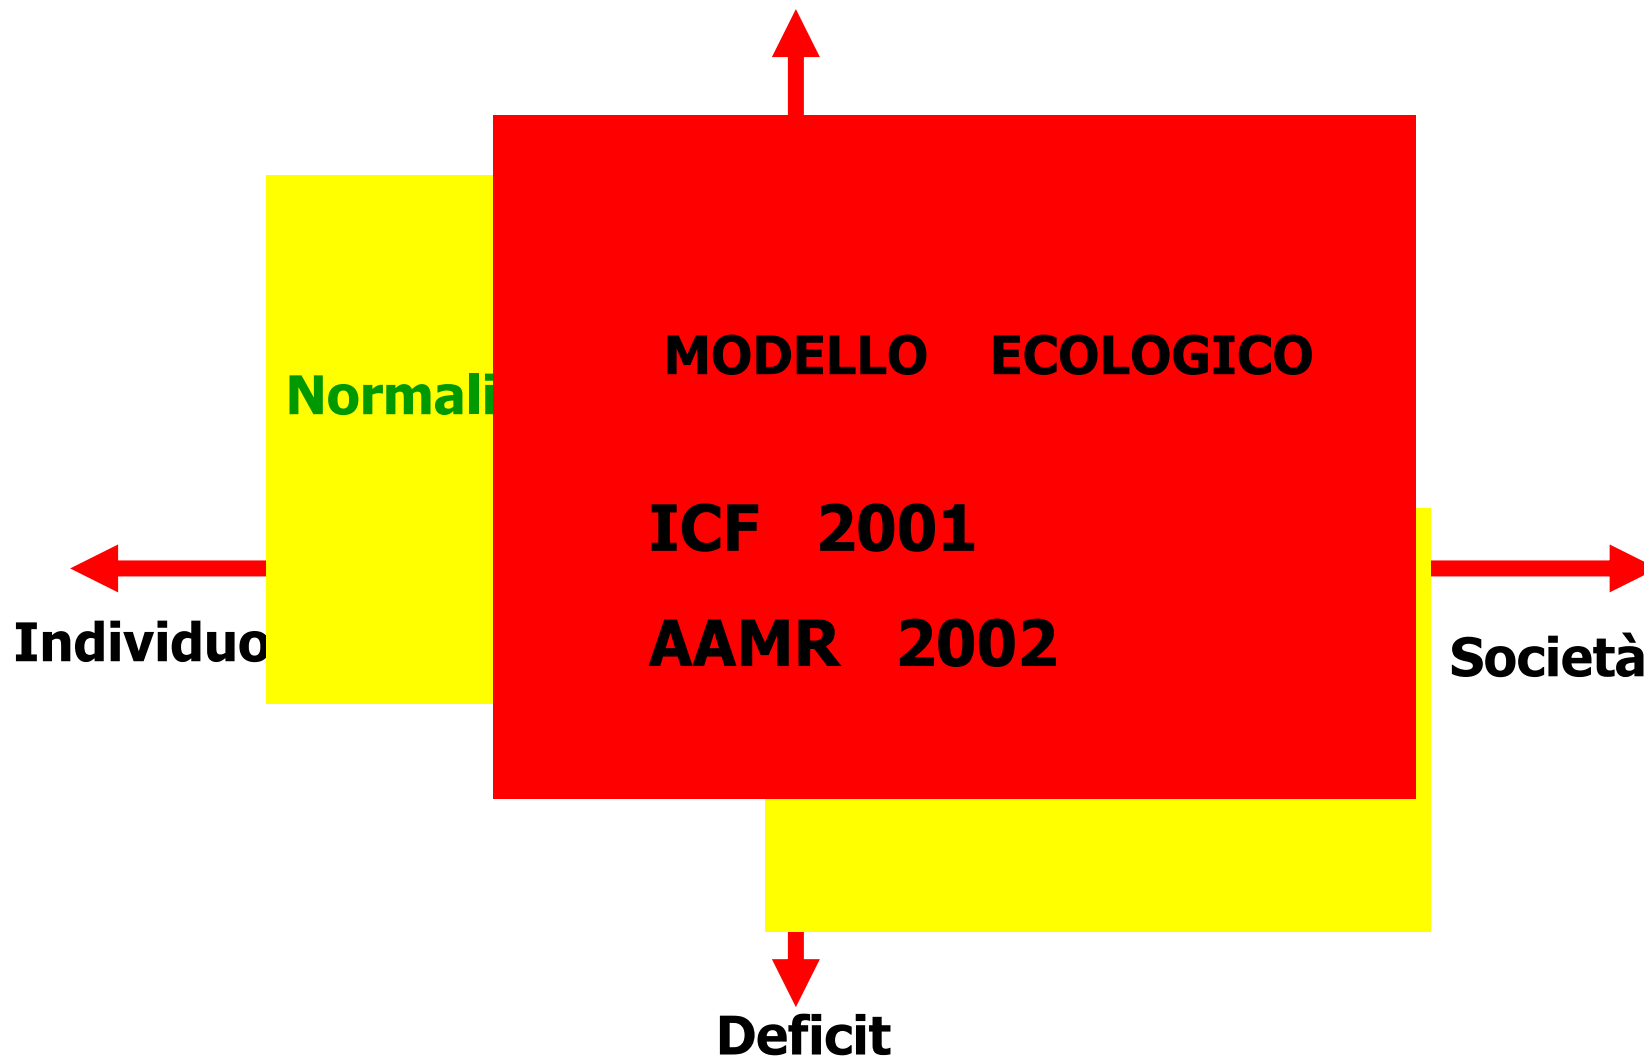 MODELLO ECOLOGICO
Normali
ICF 2001
AAMR 2002
Individuo
Società
Deficit